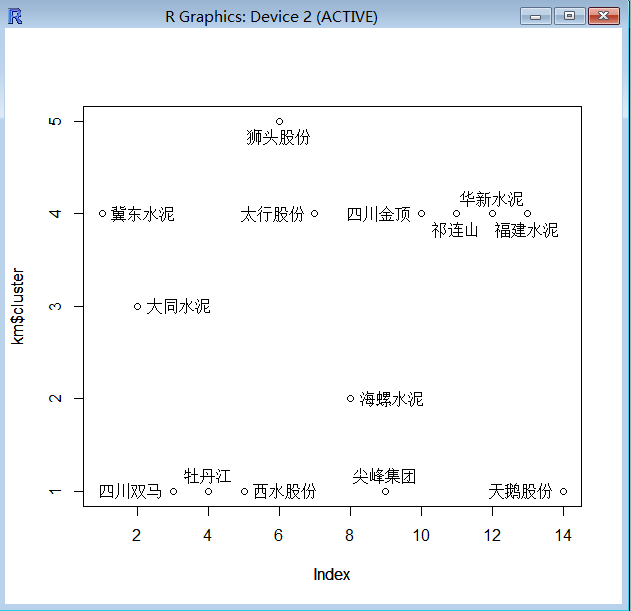 R Graphics: Device 2 (ACTIVE)
5
狮头股份
华新水泥
4
冀东水泥
太行股份
四川金顶
祁连山
福建水泥
km$cluster
3
大同水泥
2
海螺水泥
牡丹江
尖峰集团
1
四川双马
西水股份
天鹅股份
2 4 6 8 10 12 14
Index